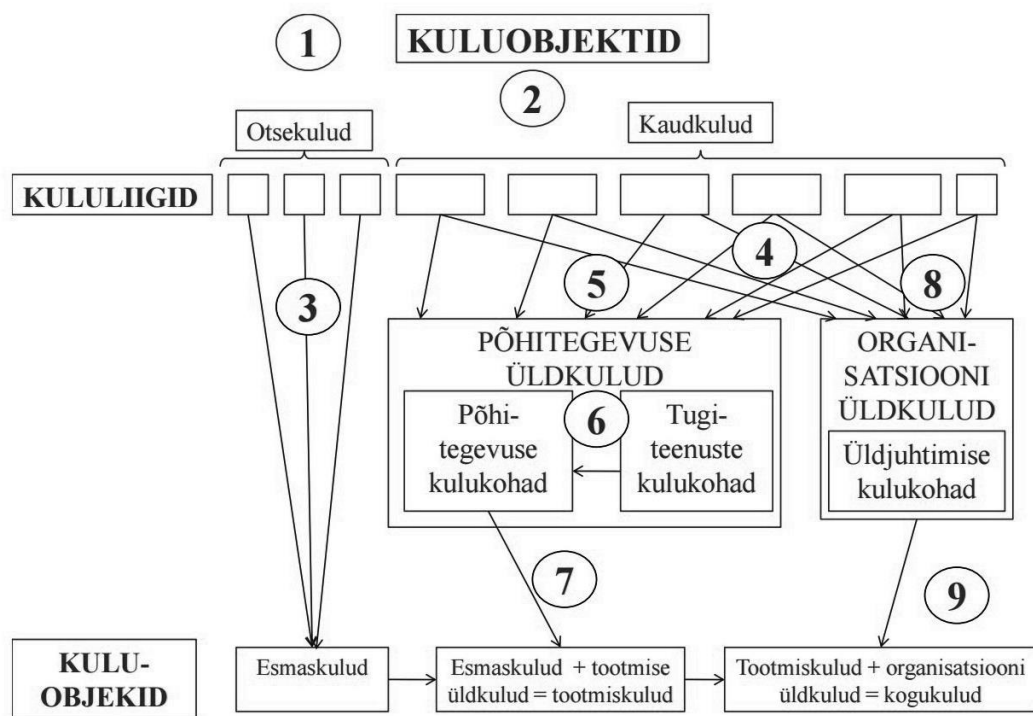 1
KULUOBJEKTID
2
Otsekulud
Kaudkulud
KULULIIGID
3
4
5
8
PÕHITEGEVUSE
ÜLDKULUD
Põhi-
tegevuse
kulukohad
6
Tugi-
teenuste
kulukohad
ORGANI-
SATSIOONI
ÜLDKULUD
Üldjuhtimise
kulukohad
7
9
KULU-
OBJEKID
Esmaskulud
Esmaskulud + tootmise
üldkulud = tootmiskulud
Tootmiskulud + organisatsiooni
üldkulud = kogukulud